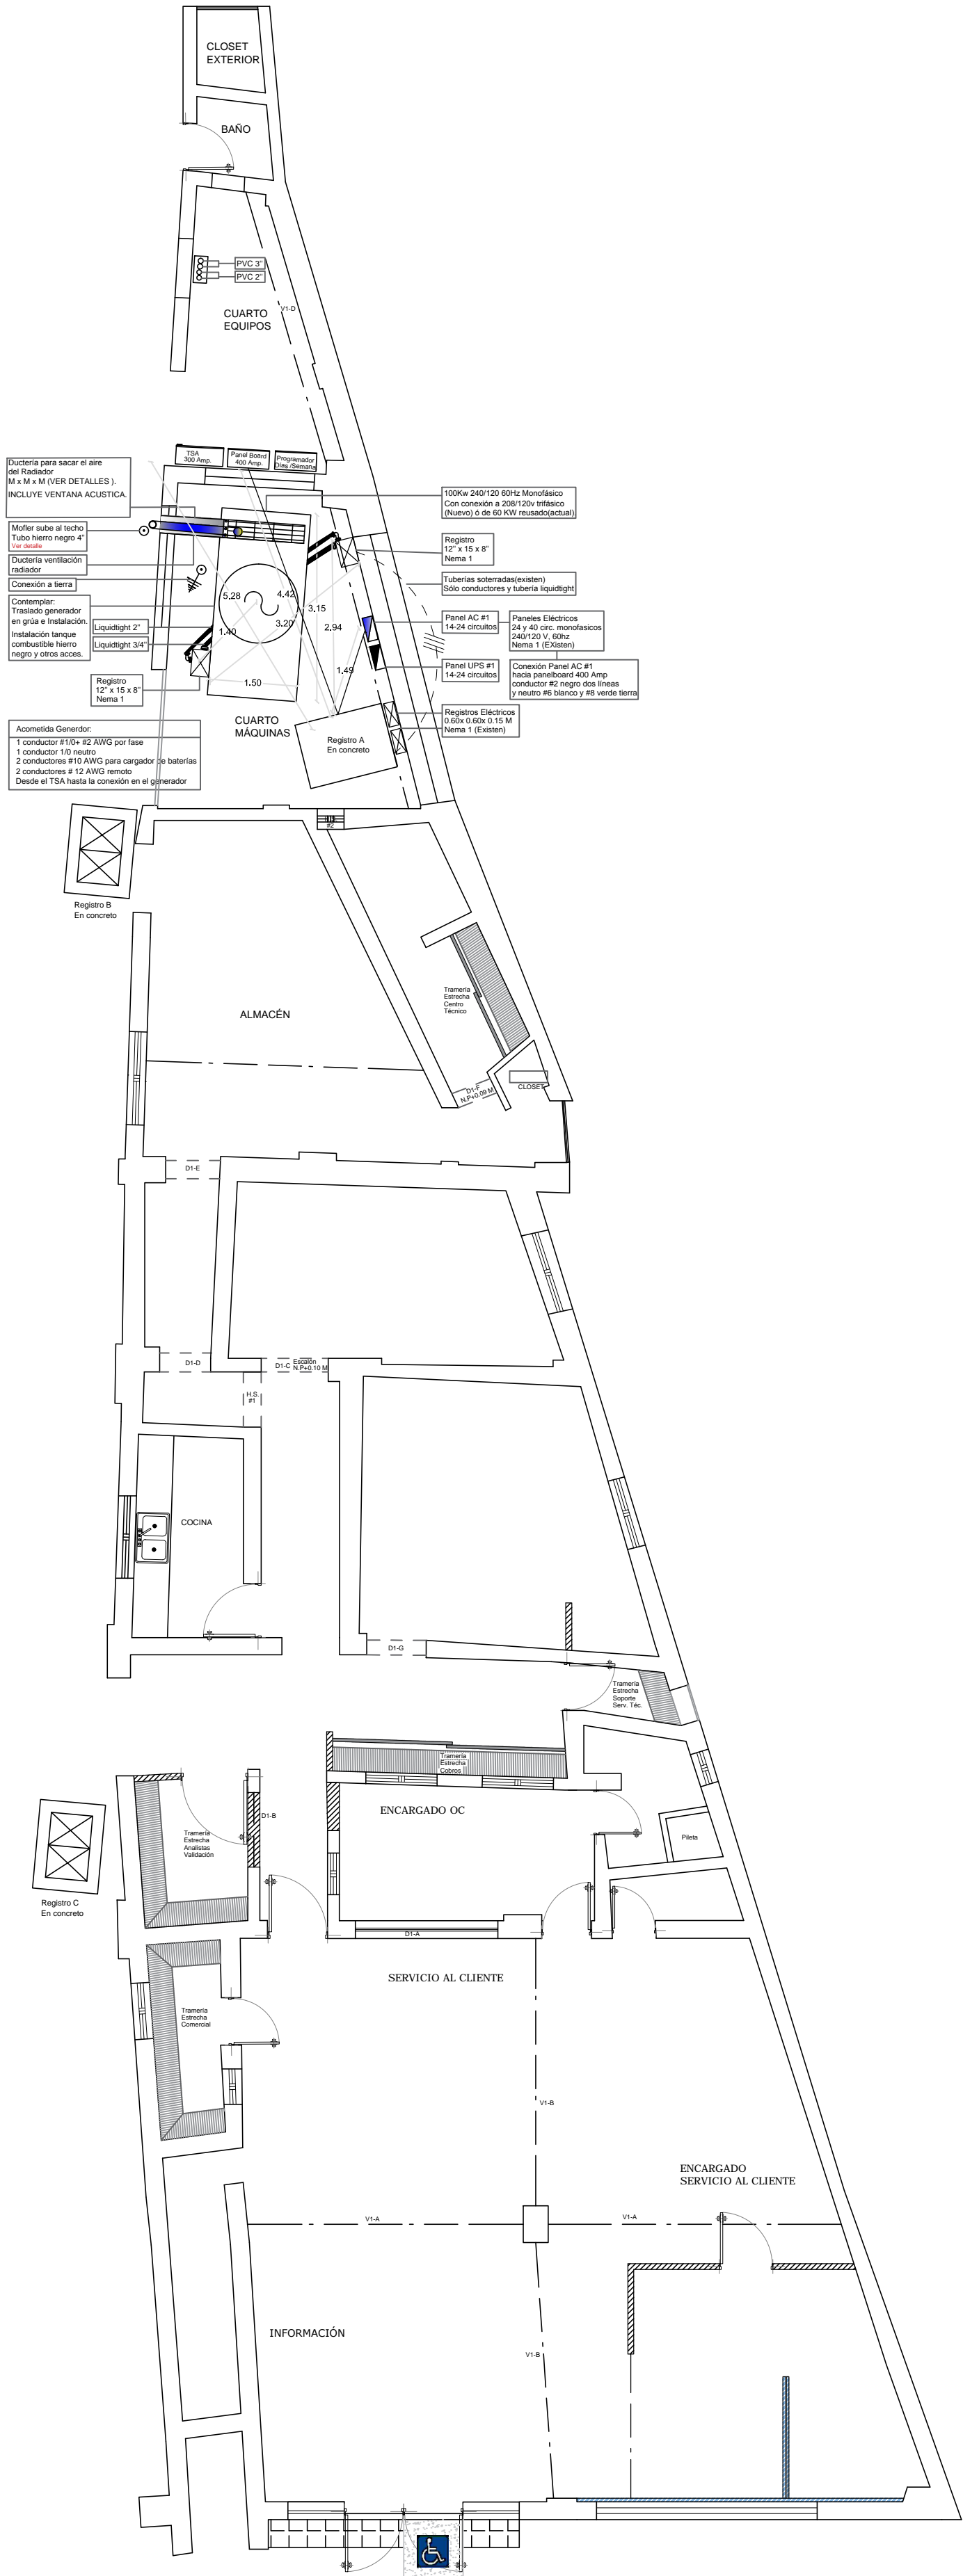 CLOSET
EXTERIOR
BAÑO
PVC 3"
PVC 2"
CUARTO
EQUIPOS
V1-D
TSA
300 Amp.
Panel Board
400 Amp.
Programador
Días /Semana
Ductería para sacar el aire
del Radiador
M x M x M (VER DETALLES ).
INCLUYE VENTANA ACUSTICA.
Mofler sube al techo
Tubo hierro negro 4"
Ver detalle
Ductería ventilación
radiador
Conexión a tierra
Contemplar:
Traslado generador
en grúa e Instalación.
Instalación tanque
combustible hierro
negro y otros acces.
Liquidtight 2"
Liquidtight 3/4"
Registro
12" x 15 x 8"
Nema 1
Acometida Generdor:
1 conductor #1/0+ #2 AWG por fase
1 conductor 1/0 neutro
2 conductores #10 AWG para cargador de baterías
2 conductores # 12 AWG remoto
Desde el TSA hasta la conexión en el generador
5.28
4.42
3.15
3.20
2.94
1.40
1.49
1.50
100Kw 240/120 60Hz Monofásico
Con conexión a 208/120v trifásico
(Nuevo) ó de 60 KW reusado(actual).
Registro
12" x 15 x 8"
Nema 1
Tuberías soterradas(existen)
Sólo conductores y tubería liquidtight
Panel AC #1
14-24 circuitos
Paneles Eléctricos
24 y 40 circ. monofasicos
240/120 V, 60hz
Nema 1 (EXisten)
Panel UPS #1
14-24 circuitos
Conexión Panel AC #1
hacia panelboard 400 Amp
conductor #2 negro dos líneas
y neutro #6 blanco y #8 verde tierra
Registros Eléctricos
0.60x 0.60x 0.15 M
Nema 1 (Existen)
CUARTO
MÁQUINAS
Registro A
En concreto
#2
Registro B
En concreto
ALMACÉN
Tramería
Estrecha
Centro
Técnico
D1-F
N.P+0.09 M
CLOSET
D1-E
D1-D
D1-C
Escalón
N.P+0.10 M
H.S.
#1
COCINA
D1-G
Tramería
Estrecha
Soporte
Serv. Téc.
Tramería
Estrecha
Cobros
ENCARGADO OC
D1-B
Tramería
Estrecha
Analistas
Validación
Pileta
Registro C
En concreto
D1-A
SERVICIO AL CLIENTE
Tramería
Estrecha
Comercial
V1-B
ENCARGADO
SERVICIO AL CLIENTE
V1-A
V1-A
INFORMACIÓN
V1-B